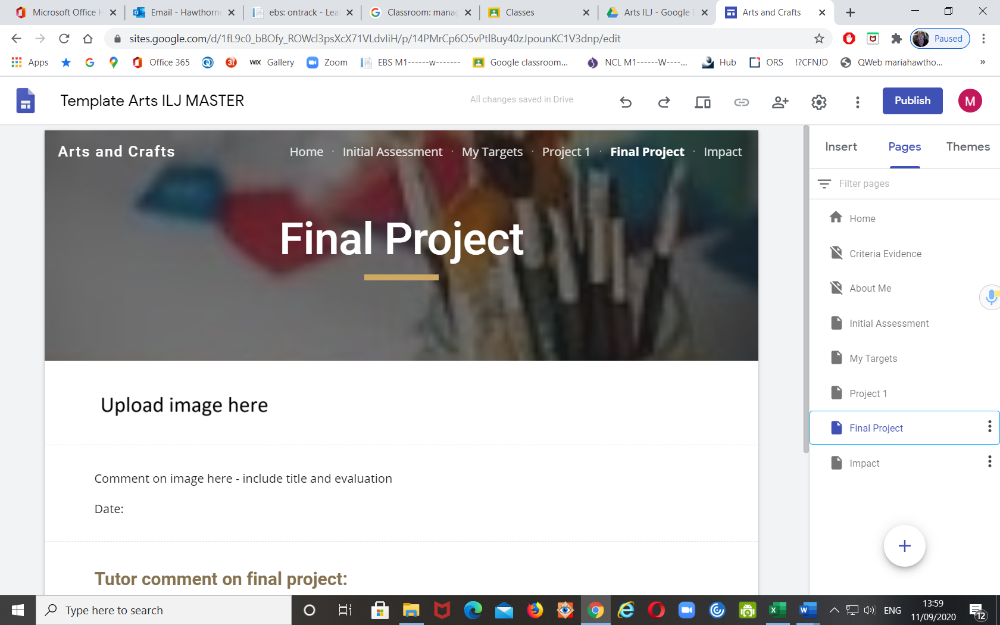 Microsoft Office H
Email - Hawthorne
ebs: ontrack - Lea
Classroom: manag
Classes
Arts ILJ - Google D
Arts and Crafts
sites.google.com/d/1fL9c0_bBOfy_ROWcl3psXcX71VLdvIiH/p/14PMrCp6O5vPtlBuy40zJpounKC1V3dnp/edit
Paused
Apps
Office 365
31
WIX Gallery
Zoom
EBS M1------w-------
Google classroom...
NCL M1------W----...
Hub
ORS
!?CFNJD
QWeb mariahawtho...
»
Template Arts ILJ MASTER
All changes saved in Drive
Publish
M
Arts and Crafts
Home · Initial Assessment · My Targets · Project 1 · Final Project · Impact
Final Project
Upload image here
Comment on image here - include title and evaluation
Date:
Tutor comment on final project:
Insert
Pages
Themes
Filter pages
Home
Criteria Evidence
About Me
Initial Assessment
My Targets
Project 1
Final Project
Impact
Type here to search
ENG
13:59
11/09/2020
12